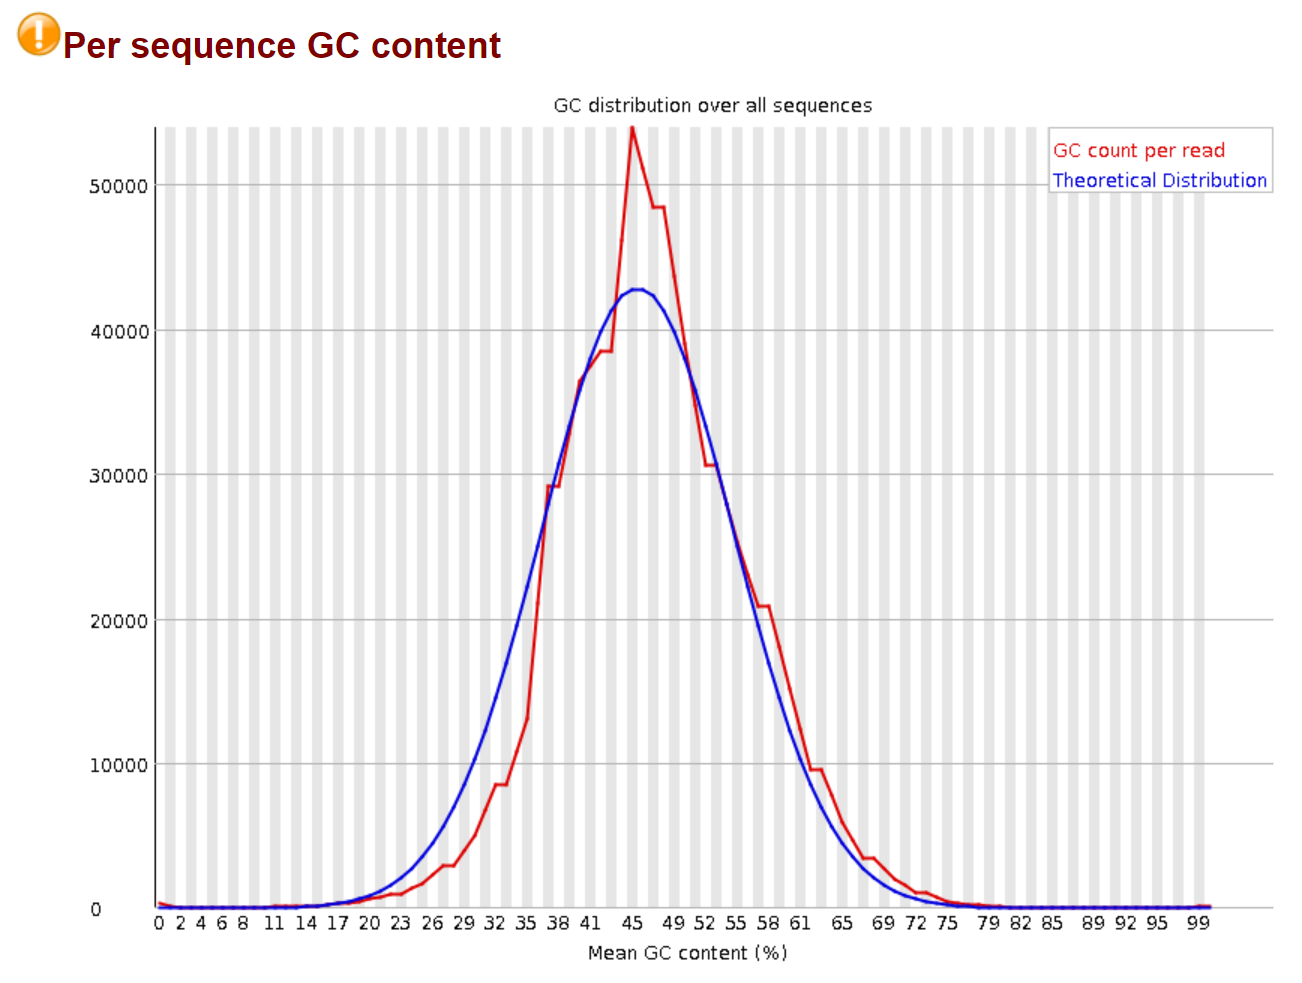 Per sequence GC content
GC distribution over all sequences
GC count per read
Theoretical Distribution
50000
40000
30000
20000
10000
0
0 2 4 6 8 11 14 17 20 23 26 29 32 35 38 41 45 49 52 55 58 61 65 69 72 75 79 82 85 89 92 95 99
Mean GC content (%)